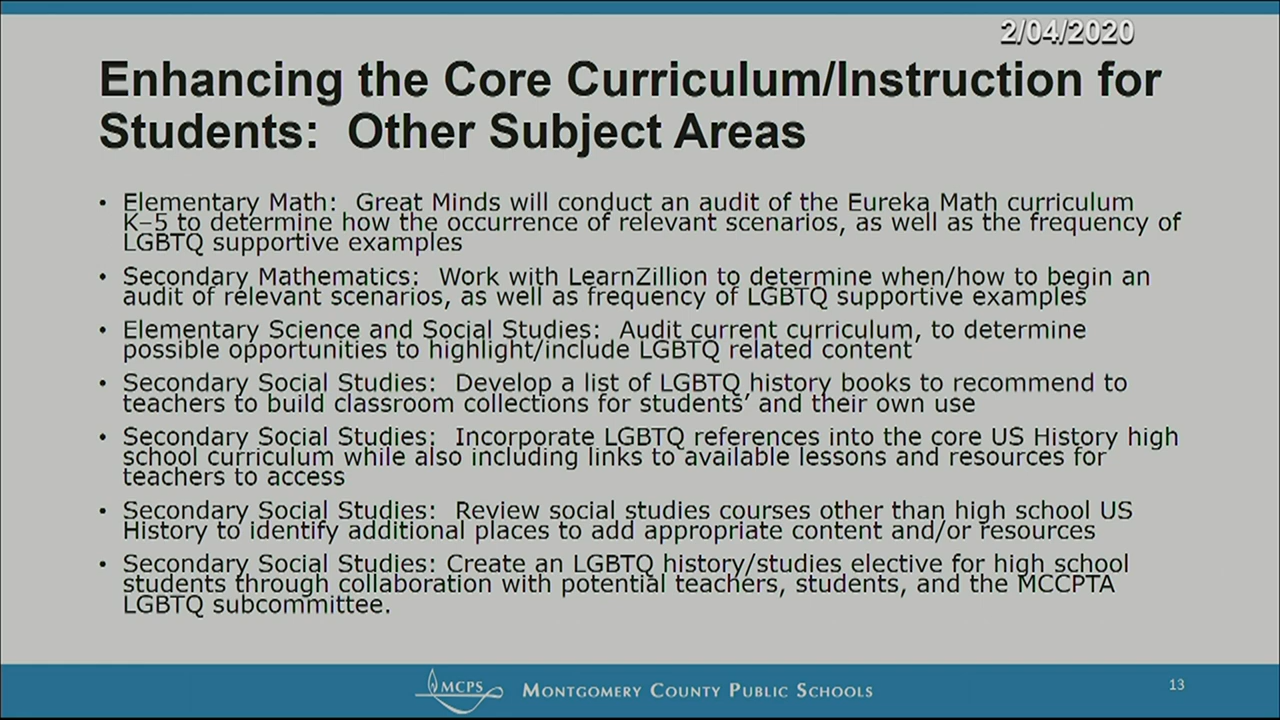 2/04/2020
Enhancing the Core Curriculum/Instruction for
Students: Other Subject Areas
• Elementary Math: Great Minds will conduct an audit of the Eureka Math curriculum
K–5 to determine how the occurrence of relevant scenarios, as well as the frequency of
LGBTQ supportive examples
• Secondary Mathematics: Work with LearnZillion to determine when/how to begin an
audit of relevant scenarios, as well as frequency of LGBTQ supportive examples
• Elementary Science and Social Studies: Audit current curriculum, to determine
possible opportunities to highlight/include LGBTQ related content
• Secondary Social Studies: Develop a list of LGBTQ history books to recommend to
teachers to build classroom collections for students’ and their own use
• Secondary Social Studies: Incorporate LGBTQ references into the core US History high
school curriculum while also including links to available lessons and resources for
teachers to access
• Secondary Social Studies: Review social studies courses other than high school US
History to identify additional places to add appropriate content and/or resources
• Secondary Social Studies: Create an LGBTQ history/studies elective for high school
students through collaboration with potential teachers, students, and the MCCPTA
LGBTQ subcommittee.
MCPS MONTGOMERY COUNTY PUBLIC SCHOOLS
13